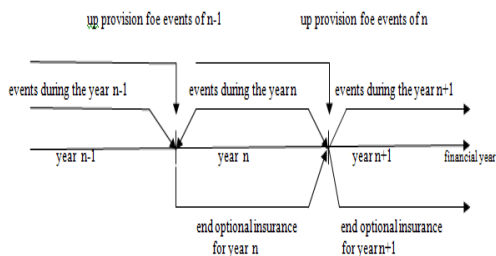 up provision foe events of n-1
up provision foe events of n
events during the year n-1
events during the year n
events during the year n+1
year n-1
year n
year n+1
financial year
end optional insurance
for year n
end optional insurance
for year n+1